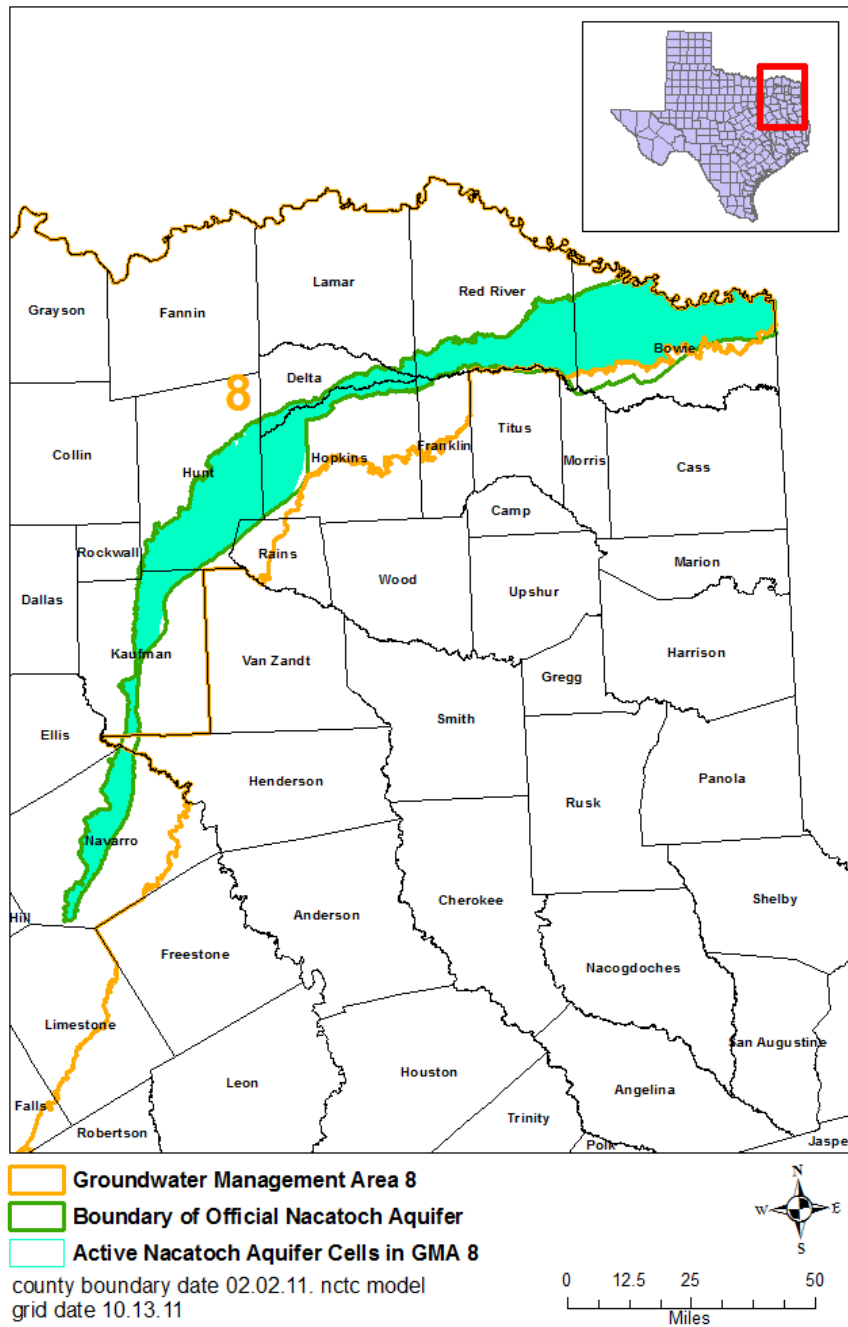 Lamar
Red River
Grayson
Fannin
Bowie
Delta
8
Titus
Collin
Franklin
Hopkins
Morris
Cass
Hunt
Camp
Rockwall
Rains
Marion
Wood
Upshur
Dallas
Kaufman
Van Zandt
Harrison
Gregg
Smith
Ellis
Panola
Henderson
Rusk
Navarro
Shelby
Cherokee
Hill
Anderson
Freestone
Nacogdoches
Limestone
San Augustine
Houston
Leon
Angelina
Falls
Trinity
Robertson
Polk
Jaspe
Groundwater Management Area 8
Boundary of Official Nacatoch Aquifer
Active Nacatoch Aquifer Cells in GMA 8
county boundary date 02.02.11. nctc model
grid date 10.13.11
N
W E
S
0 12.5 25 50
Miles